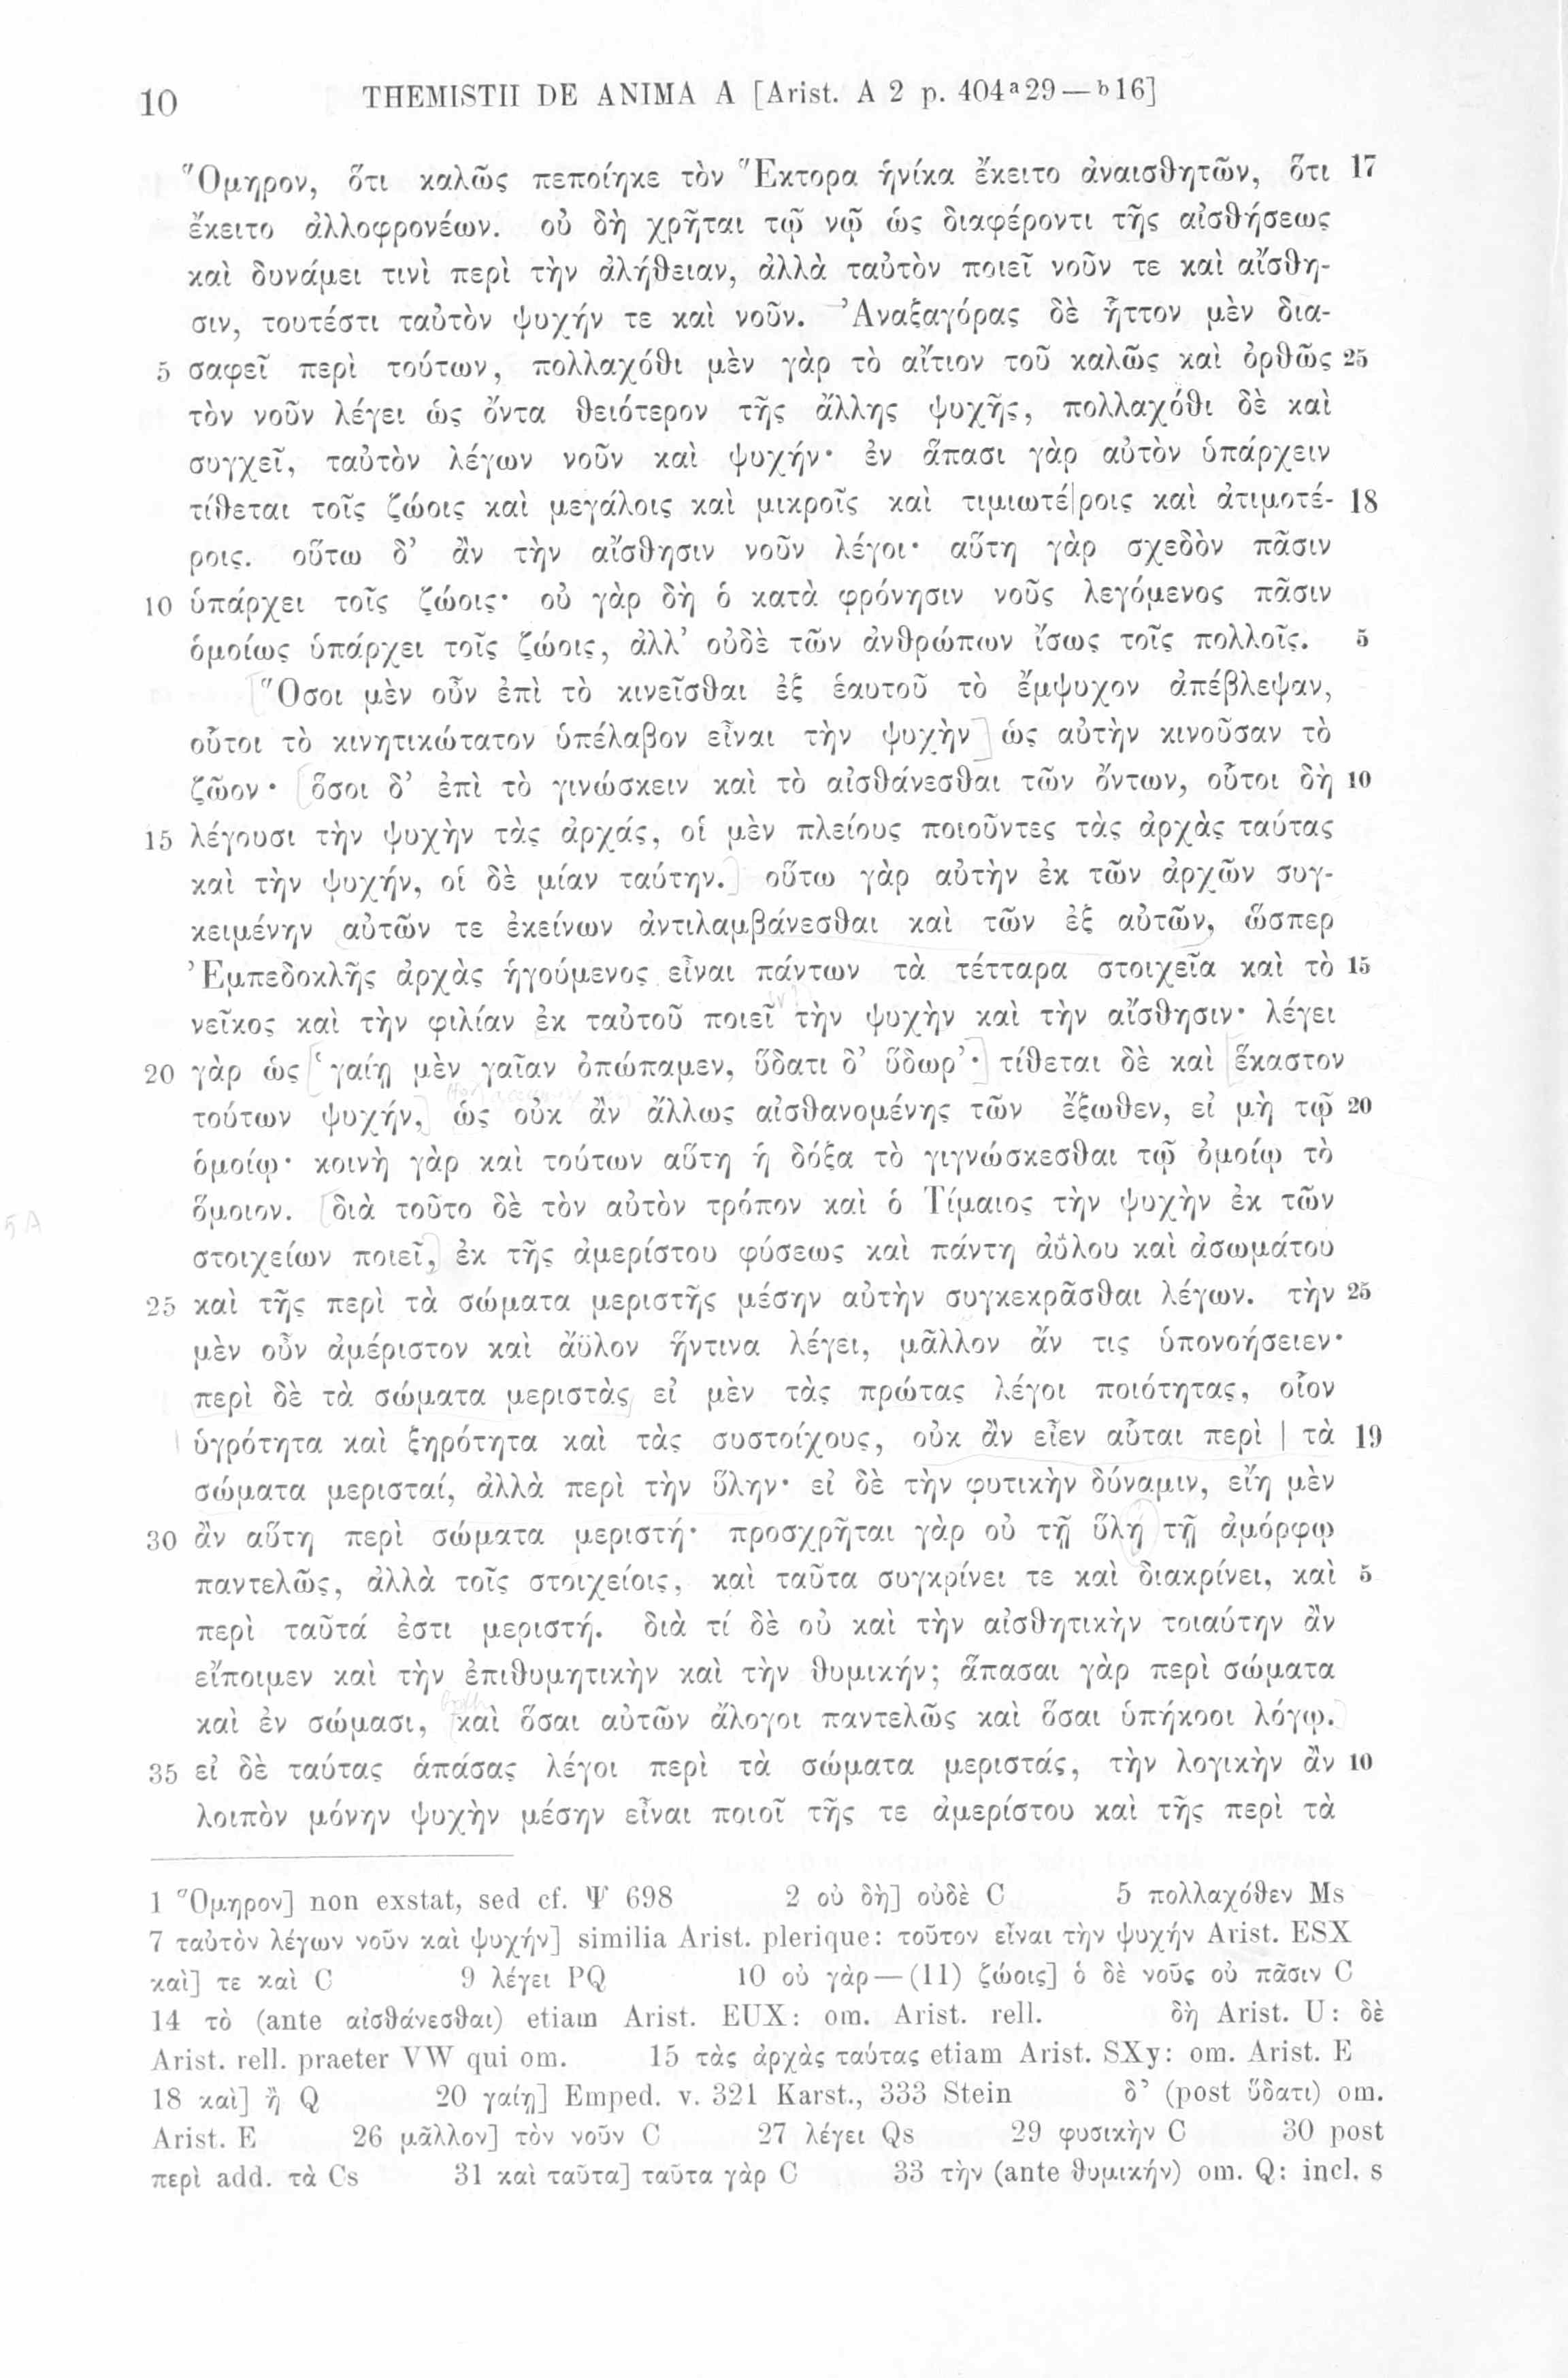 10 THEMISTII DE ANIMA A [Arist. A 2 p. 404ᵃ29—ᵇ16]
Ὅμηρον, ὅτι καλῶς πεποίηκε τὸν Ἕκτορα ἡνίκα ἔκειτο ἀναισθητῶν, ὅτι 17
ἔκειτο ἀλλοφρονέων. οὐ δὴ χρῆται τῷ νῷ ὡς διαφέροντι τῆς αἰσθήσεως
καὶ δυνάμει τινὶ περὶ τὴν ἀλήθειαν, ἀλλὰ ταὐτὸν ποιεῖ νοῦν τε καὶ αἴσθη-
σιν, τουτέστι ταὐτὸν ψυχήν τε καὶ νοῦν. Ἀναξαγόρας δὲ ἧττον μὲν δια-
5 σαφεῖ περὶ τούτων, πολλαχόθι μὲν γὰρ τὸ αἴτιον τοῦ καλῶς καὶ ὀρθῶς 25
τὸν νοῦν λέγει ὡς ὄντα θειότερον τῆς ἄλλης ψυχῆς, πολλαχόθι δὲ καὶ
συγχεῖ, ταὐτὸν λέγων νοῦν καὶ ψυχήν· ἐν ἅπασι γὰρ αὐτὸν ὑπάρχειν
τίθεται τοῖς ζώοις καὶ μεγάλοις καὶ μικροῖς καὶ τιμιωτέ|ροις καὶ ἀτιμοτέ- 18
ροις. οὕτω δ’ ἂν τὴν αἴσθησιν νοῦν λέγοι· αὕτη γὰρ σχεδὸν πᾶσιν
10 ὑπάρχει τοῖς ζώοις· οὐ γὰρ δὴ ὁ κατὰ φρόνησιν νοῦς λεγόμενος πᾶσιν
ὁμοίως ὑπάρχει τοῖς ζώοις, ἀλλ’ οὐδὲ τῶν ἀνθρώπων ἴσως τοῖς πολλοῖς. 5
[Ὅσοι μὲν οὖν ἐπὶ τὸ κινεῖσθαι ἐξ ἑαυτοῦ τὸ ἔμψυχον ἀπέβλεψαν,
οὗτοι τὸ κινητικώτατον ὑπέλαβον εἶναι τὴν ψυχὴν] ὡς αὐτὴν κινοῦσαν τὸ
ζῶον· [ὅσοι δ’ ἐπὶ τὸ γινώσκειν καὶ τὸ αἰσθάνεσθαι τῶν ὄντων, οὗτοι δὴ 10
15 λέγουσι τὴν ψυχὴν τὰς ἀρχάς, οἱ μὲν πλείους ποιοῦντες τὰς ἀρχὰς ταύτας
καὶ τὴν ψυχήν, οἱ δὲ μίαν ταύτην.] οὕτω γὰρ αὐτὴν ἐκ τῶν ἀρχῶν συγ-
κειμένην αὐτῶν τε ἐκείνων ἀντιλαμβάνεσθαι καὶ τῶν ἐξ αὐτῶν, ὥσπερ
Ἐμπεδοκλῆς ἀρχὰς ἡγούμενος εἶναι πάντων τὰ τέτταρα στοιχεῖα καὶ τὸ 15
νεῖκος καὶ τὴν φιλίαν ἐκ ταὐτοῦ ποιεῖ τὴν ψυχὴν καὶ τὴν αἴσθησιν· λέγει
20 γὰρ ὡς [‘γαίῃ μὲν γαῖαν ὀπώπαμεν, ὕδατι δ’ ὕδωρ’·] τίθεται δὲ καὶ [ἕκαστον
τούτων ψυχήν,] ὡς οὐκ ἂν ἄλλως αἰσθανομένης τῶν ἔξωθεν, εἰ μὴ τῷ 20
ὁμοίῳ· κοινὴ γὰρ καὶ τούτων αὕτη ἡ δόξα τὸ γιγνώσκεσθαι τῷ ὁμοίῳ τὸ
ὅμοιον. [διὰ τοῦτο δὲ τὸν αὐτὸν τρόπον καὶ ὁ Τίμαιος τὴν ψυχὴν ἐκ τῶν
στοιχείων ποιεῖ,] ἐκ τῆς ἀμερίστου φύσεως καὶ πάντη ἀΰλου καὶ ἀσωμάτου
25 καὶ τῆς περὶ τὰ σώματα μεριστῆς μέσην αὐτὴν συγκεκρᾶσθαι λέγων. τὴν 25
μὲν οὖν ἀμέριστον καὶ ἄϋλον ἥντινα λέγει, μᾶλλον ἄν τις ὑπονοήσειεν·
περὶ δὲ τὰ σώματα μεριστὰς εἰ μὲν τὰς πρώτας λέγοι ποιότητας, οἷον
ὑγρότητα καὶ ξηρότητα καὶ τὰς συστοίχους, οὐκ ἂν εἶεν αὗται περὶ | τὰ 19
σώματα μερισταί, ἀλλὰ περὶ τὴν ὕλην· εἰ δὲ τὴν φυτικὴν δύναμιν, εἴη μὲν
30 ἂν αὕτη περὶ σώματα μεριστή· προσχρῆται γὰρ οὐ τῇ ὕλῃ τῇ ἀμόρφῳ
παντελῶς, ἀλλὰ τοῖς στοιχείοις, καὶ ταῦτα συγκρίνει τε καὶ διακρίνει, καὶ 5
περὶ ταῦτά ἐστι μεριστή. διὰ τί δὲ οὐ καὶ τὴν αἰσθητικὴν τοιαύτην ἂν
εἴποιμεν καὶ τὴν ἐπιθυμητικὴν καὶ τὴν θυμικήν; ἅπασαι γὰρ περὶ σώματα
καὶ ἐν σώμασι, καὶ ὅσαι αὐτῶν ἄλογοι παντελῶς καὶ ὅσαι ὑπήκοοι λόγῳ.
35 εἰ δὲ ταύτας ἁπάσας λέγοι περὶ τὰ σώματα μεριστάς, τὴν λογικὴν ἂν 10
λοιπὸν μόνην ψυχὴν μέσην εἶναι ποιοῖ τῆς τε ἀμερίστου καὶ τῆς περὶ τὰ
1 Ὅμηρον] non exstat, sed cf. Ψ 698 2 οὐ δὴ] οὐδὲ C 5 πολλαχόθεν Ms
7 ταὐτὸν λέγων νοῦν καὶ ψυχήν] similia Arist. plerique: τοῦτον εἶναι τὴν ψυχήν Arist. ESX
καὶ] τε καὶ C 9 λέγει PQ 10 οὐ γὰρ—(11) ζώοις] ὁ δὲ νοῦς οὐ πᾶσιν C
14 τὸ (ante αἰσθάνεσθαι) etiam Arist. EUX: om. Arist. rell. δὴ Arist. U: δὲ
Arist. rell. praeter VW qui om. 15 τὰς ἀρχὰς ταύτας etiam Arist. SXy: om. Arist. E
18 καὶ] ἢ Q 20 γαίῃ] Emped. v. 321 Karst., 333 Stein δ’ (post ὕδατι) om.
Arist. E 26 μᾶλλον] τὸν νοῦν C 27 λέγει Qs 29 φυσικὴν C 30 post
περὶ add. τὰ Cs 31 καὶ ταῦτα] ταῦτα γὰρ C 33 τὴν (ante θυμικήν) om. Q: incl. s